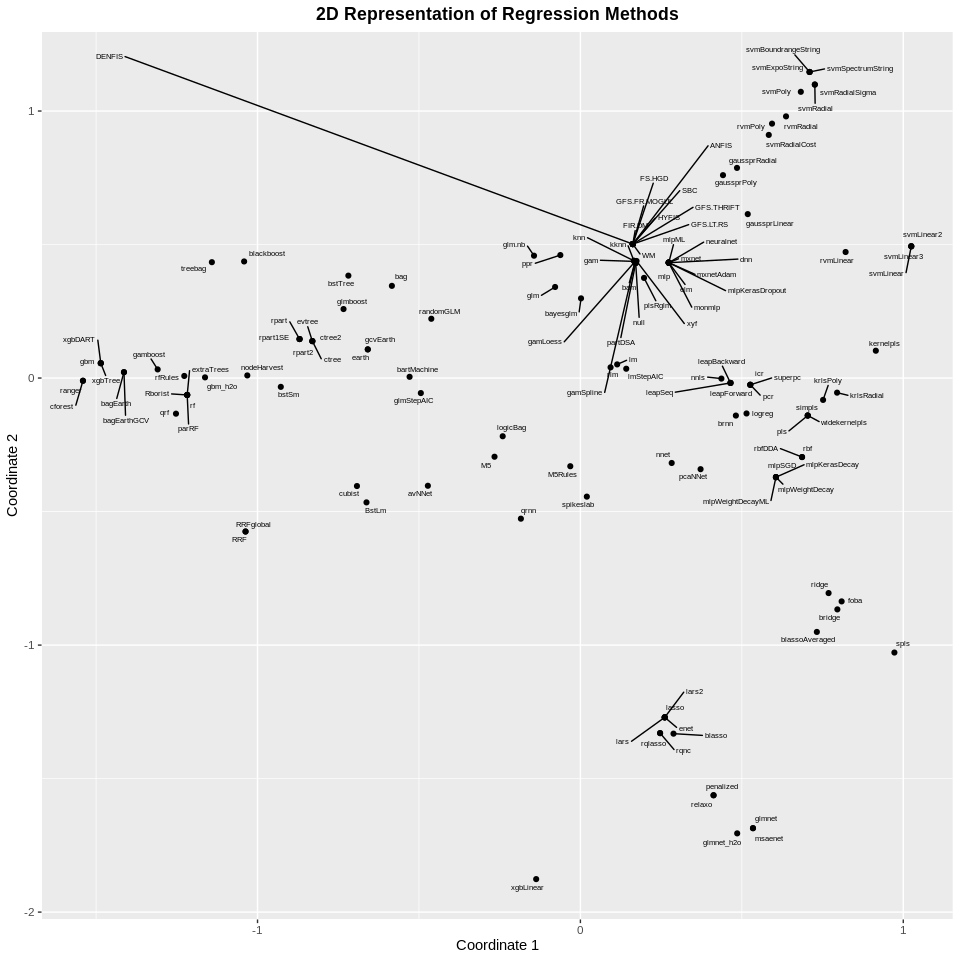 2D Representation of Regression Methods
svmBoundrangeString
DENFIS
svmExpoString
svmSpectrumString
svmPoly
svmRadialSigma
1
svmRadial
rvmPoly
rvmRadial
svmRadialCost
ANFIS
gaussprRadial
FS.HGD
gaussprPoly
SBC
GFS.FR.MOGUL
GFS.THRIFT
HYFIS
FIR.DM
GFS.LT.RS
gaussprLinear
knn
kknn
mlpML
neuralnet
svmLinear2
glm.nb
blackboost
WM
mxnet
dnn
svmLinear3
ppr
gam
rvmLinear
treebag
mlp
mxnetAdam
svmLinear
bag
bstTree
bam
elm
mlpKerasDropout
glm
plsRglm
monmlp
glmboost
bayesglm
randomGLM
null
xyf
rpart
evtree
rpart1SE
ctree2
gcvEarth
gamLoess
partDSA
kernelpls
xgbDART
rpart2
ctree
earth
gbm
gamboost
lm
leapBackward
extraTrees
nodeHarvest
bartMachine
rlm
lmStepAIC
nnls
icr
superpc
krlsPoly
Coordinate 2
0
xgbTree
rfRules
gbm_h2o
ranger
Rborist
bstSm
glmStepAIC
gamSpline
leapSeq
leapForward
pcr
krlsRadial
cforest
bagEarth
qrf
rf
simpls
logreg
bagEarthGCV
parRF
brnn
widekernelpls
logicBag
pls
nnet
rbfDDA
rbf
M5
M5Rules
pcaNNet
mlpSGD
mlpKerasDecay
cubist
avNNet
mlpWeightDecay
BstLm
spikeslab
mlpWeightDecayML
qrnn
RRFglobal
RRF
ridge
foba
bridge
blassoAveraged
-1
spls
lars2
lasso
enet
lars
rqlasso
blasso
rqnc
penalized
relaxo
glmnet
glmnet_h2o
msaenet
xgbLinear
-2
-1
0
1
Coordinate 1